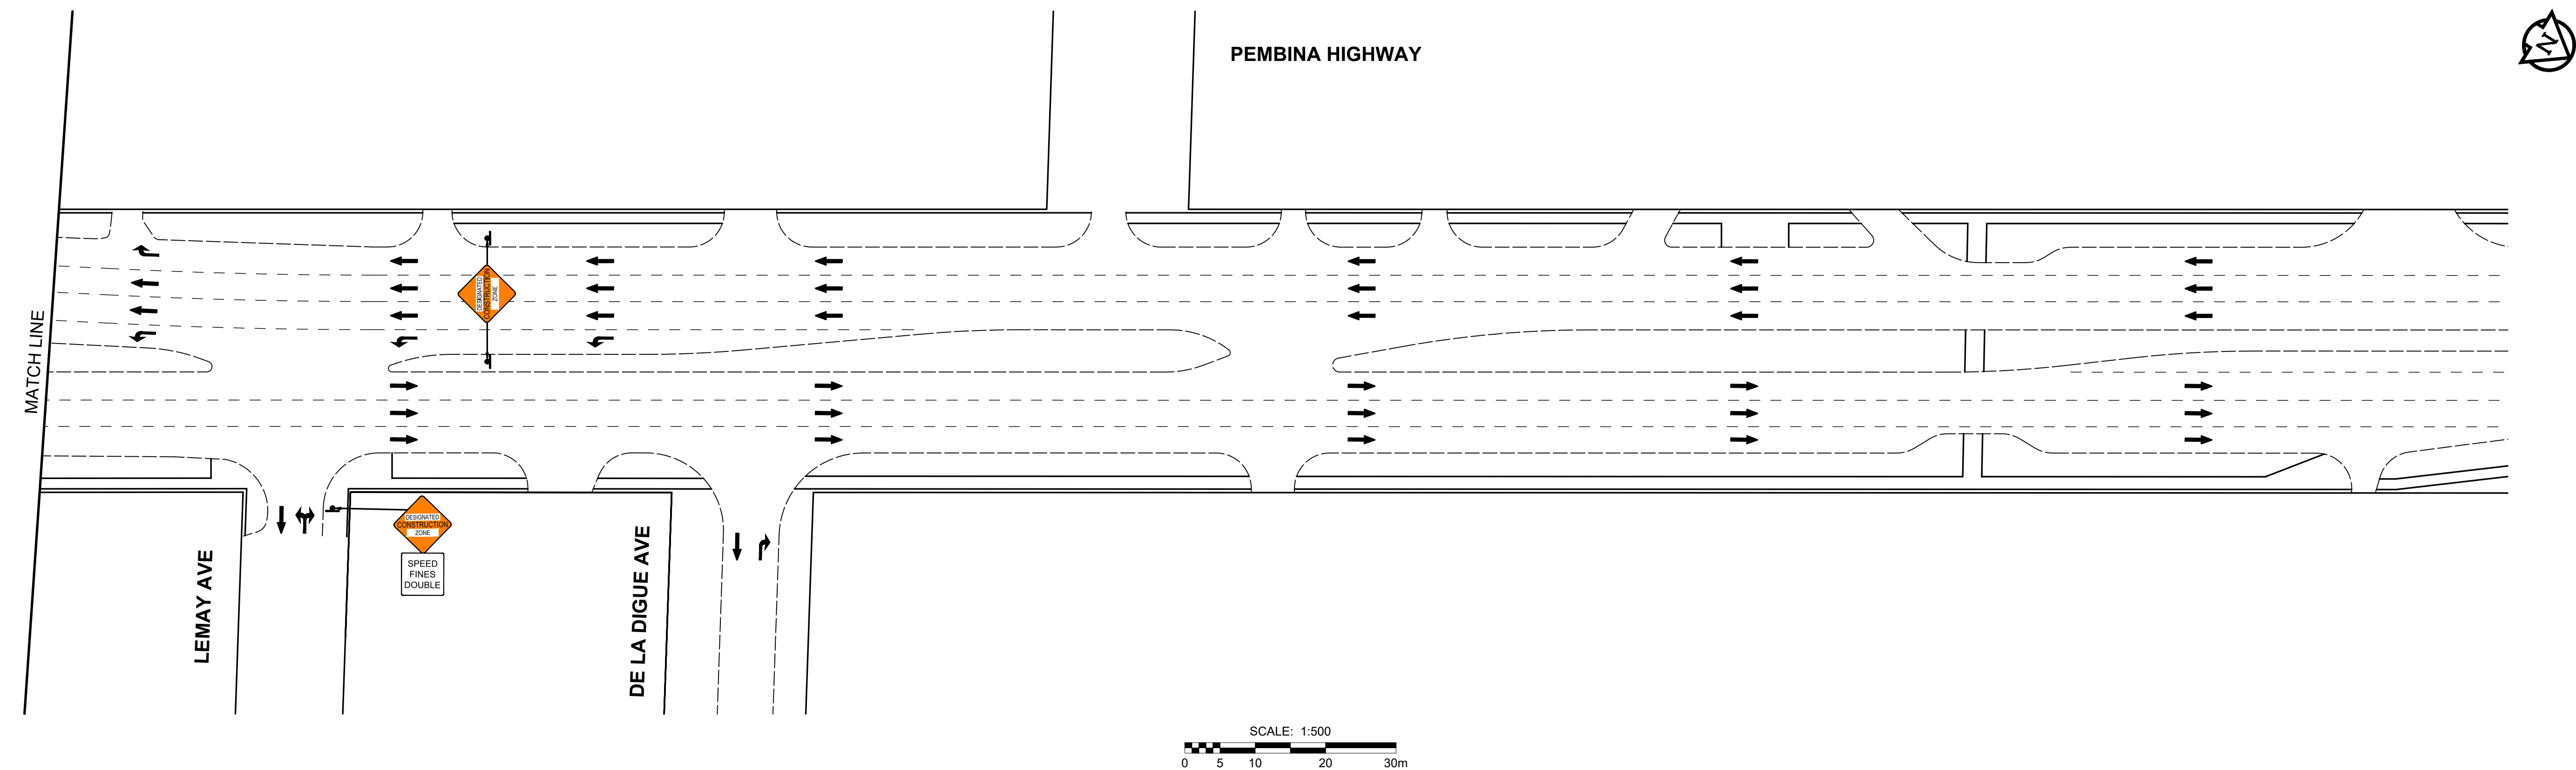 PEMBINA HIGHWAY
N
DESIGNATED
CONSTRUCTION
ZONE
MATCH LINE
DESIGNATED
CONSTRUCTION
ZONE
SPEED
FINES
DOUBLE
LEMAY AVE
DE LA DIGUE AVE
SCALE: 1:500
0 5 10 20 30m